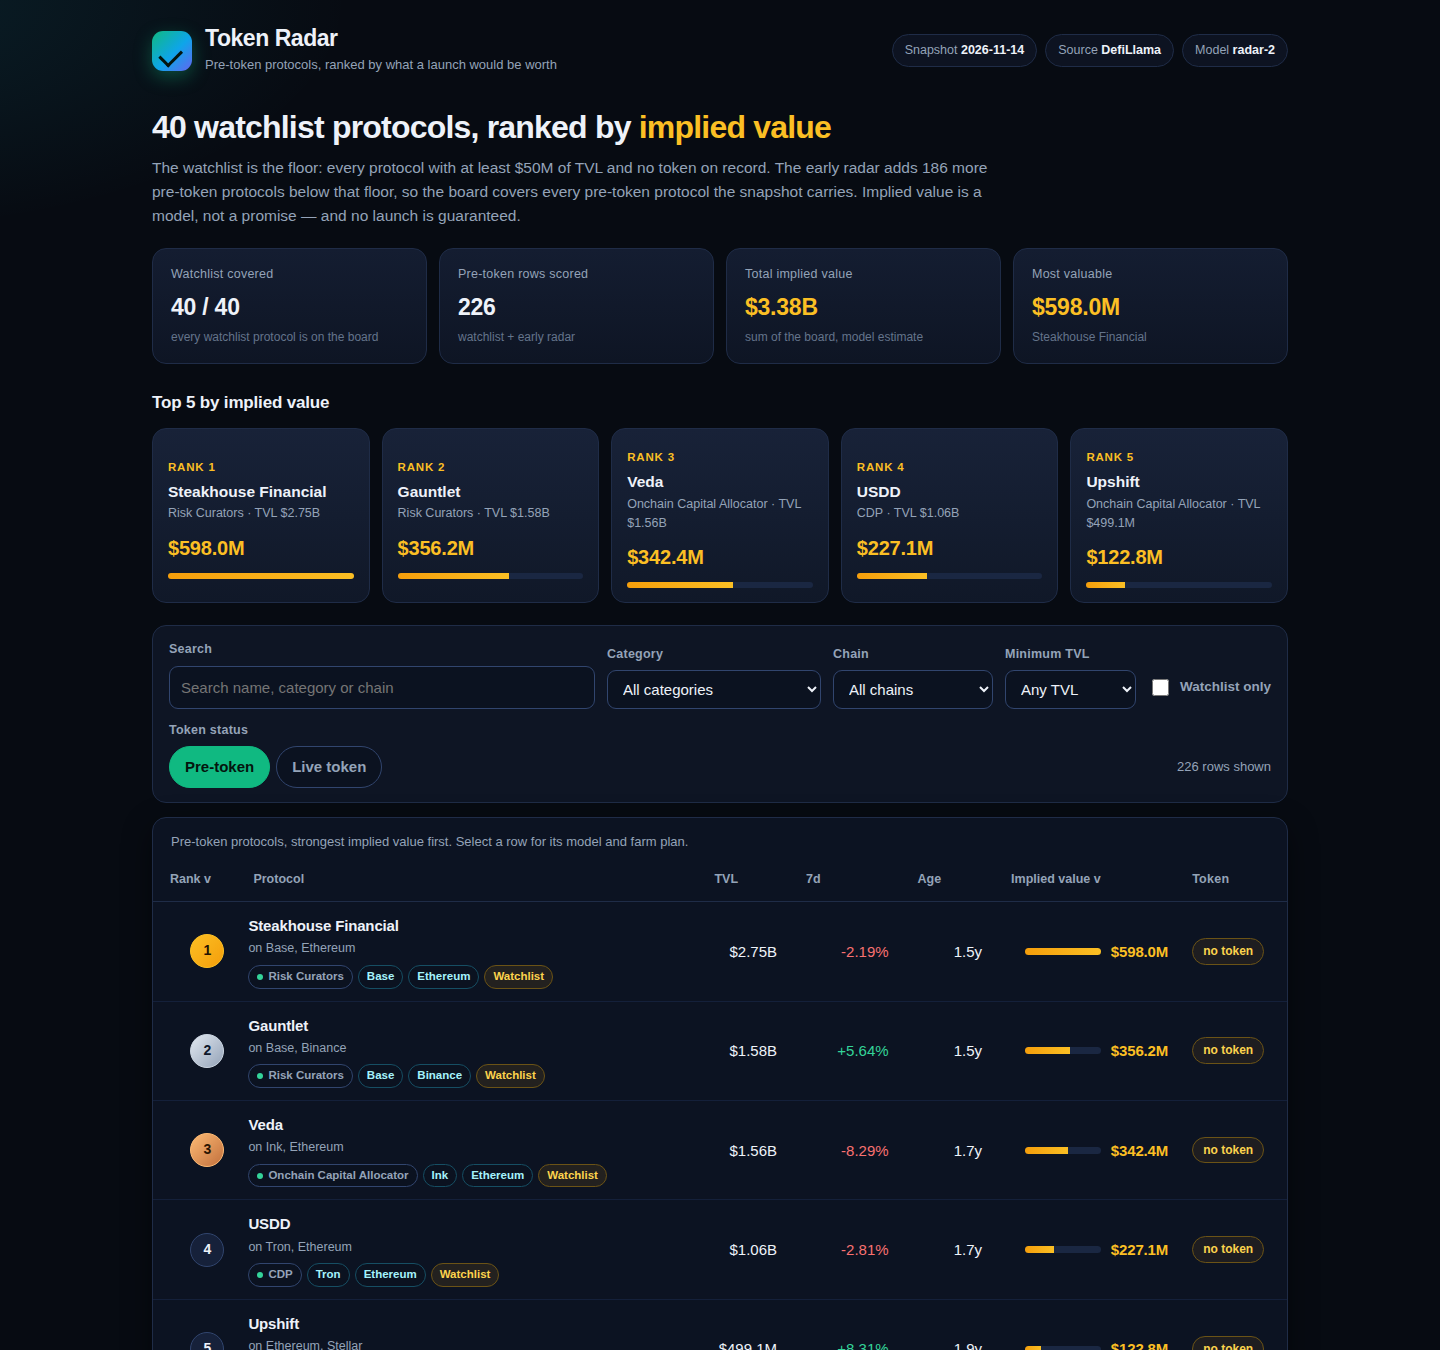 Token Radar
Pre-token protocols, ranked by what a launch would be worth
Snapshot 2026-11-14
Source DefiLlama
Model radar-2
40 watchlist protocols, ranked by implied value
The watchlist is the floor: every protocol with at least $50M of TVL and no token on record. The early radar adds 186 more
pre-token protocols below that floor, so the board covers every pre-token protocol the snapshot carries. Implied value is a
model, not a promise — and no launch is guaranteed.
Watchlist covered
40 / 40
every watchlist protocol is on the board
Pre-token rows scored
226
watchlist + early radar
Total implied value
$3.38B
sum of the board, model estimate
Most valuable
$598.0M
Steakhouse Financial
Top 5 by implied value
RANK 1
Steakhouse Financial
Risk Curators · TVL $2.75B
$598.0M
RANK 2
Gauntlet
Risk Curators · TVL $1.58B
$356.2M
RANK 3
Veda
Onchain Capital Allocator · TVL
$1.56B
$342.4M
RANK 4
USDD
CDP · TVL $1.06B
$227.1M
RANK 5
Upshift
Onchain Capital Allocator · TVL
$499.1M
$122.8M
Search
Search name, category or chain
Category
All categories
Chain
All chains
Minimum TVL
Any TVL
Watchlist only
Token status
Pre-token
Live token
226 rows shown
Pre-token protocols, strongest implied value first. Select a row for its model and farm plan.
Rank v Protocol TVL 7d Age Implied value v Token
1
Steakhouse Financial
on Base, Ethereum
Risk Curators Base Ethereum Watchlist
$2.75B -2.19% 1.5y $598.0M no token
2
Gauntlet
on Base, Binance
Risk Curators Base Binance Watchlist
$1.58B +5.64% 1.5y $356.2M no token
3
Veda
on Ink, Ethereum
Onchain Capital Allocator Ink Ethereum Watchlist
$1.56B -8.29% 1.7y $342.4M no token
4
USDD
on Tron, Ethereum
CDP Tron Ethereum Watchlist
$1.06B -2.81% 1.7y $227.1M no token
5
Upshift
on Ethereum, Stellar
$499.1M +8.31% 1.9y $122.8M no token